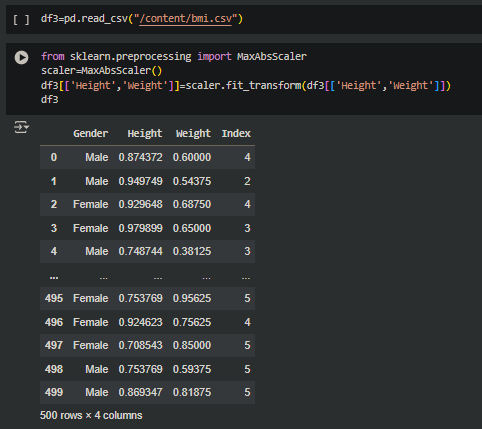 [ ] df3=pd.read_csv("/content/bmi.csv")
from sklearn.preprocessing import MaxAbsScaler
scaler=MaxAbsScaler()
df3[['Height','Weight']]=scaler.fit_transform(df3[['Height','Weight']])
df3
Gender Height Weight Index
0 Male 0.874372 0.60000 4
1 Male 0.949749 0.54375 2
2 Female 0.929648 0.68750 4
3 Female 0.979899 0.65000 3
4 Male 0.748744 0.38125 3
... ... ... ... ...
495 Female 0.753769 0.95625 5
496 Female 0.924623 0.75625 4
497 Female 0.708543 0.85000 5
498 Male 0.753769 0.59375 5
499 Male 0.869347 0.81875 5
500 rows × 4 columns